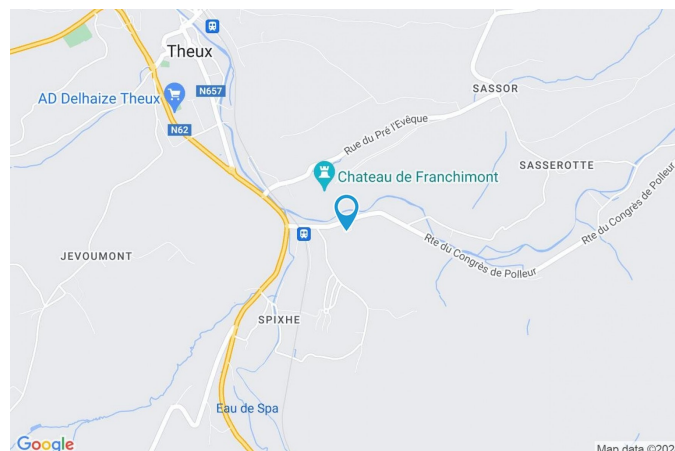 Theux
AD Delhaize Theux
N657
N62
SASSOR
Rue du Pré l'Evêque
SASSEROTTE
Chateau de Franchimont
Rte du Congrès de Polleur
Rte du Congrès de Polleur
JEVOUMONT
SPIXHE
Eau de Spa
Google
Map data ©202